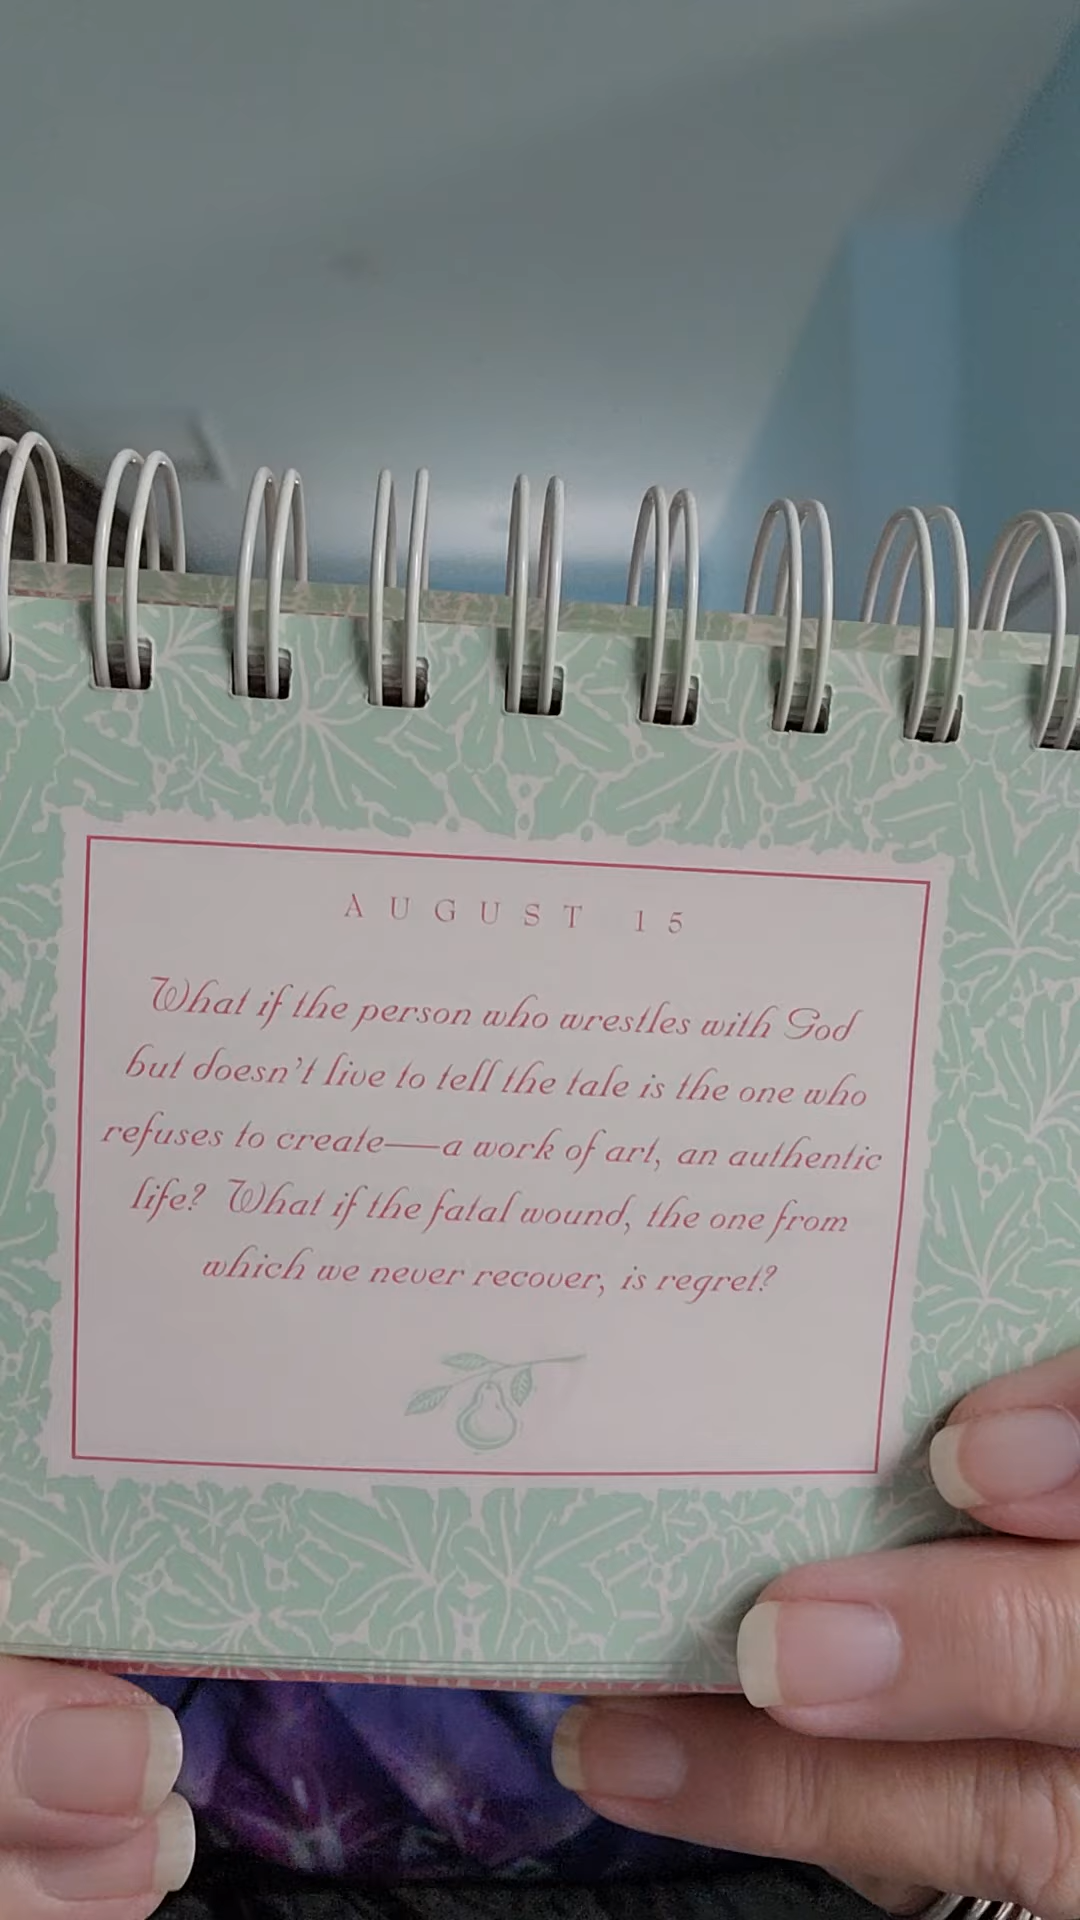 AUGUST 15
What if the person who wrestles with God
but doesn't live to tell the tale is the one who
refuses to create—a work of art, an authentic
life? What if the fatal wound, the one from
which we never recover, is regret?